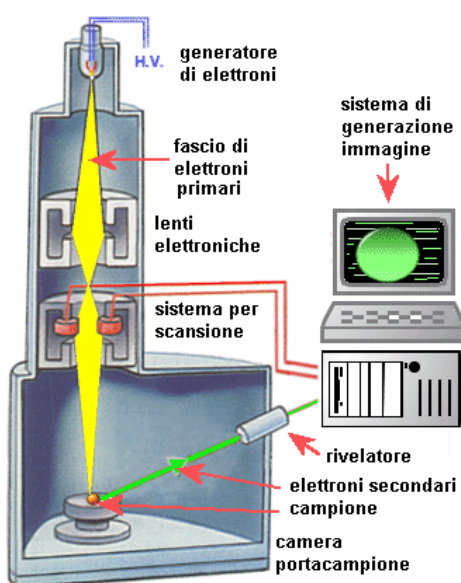 H.V.
generatore
di elettroni
sistema di
generazione
immagine
fascio di
elettroni
primari
lenti
elettroniche
sistema per
scansione
rivelatore
elettroni secondari
campione
camera
portacampione